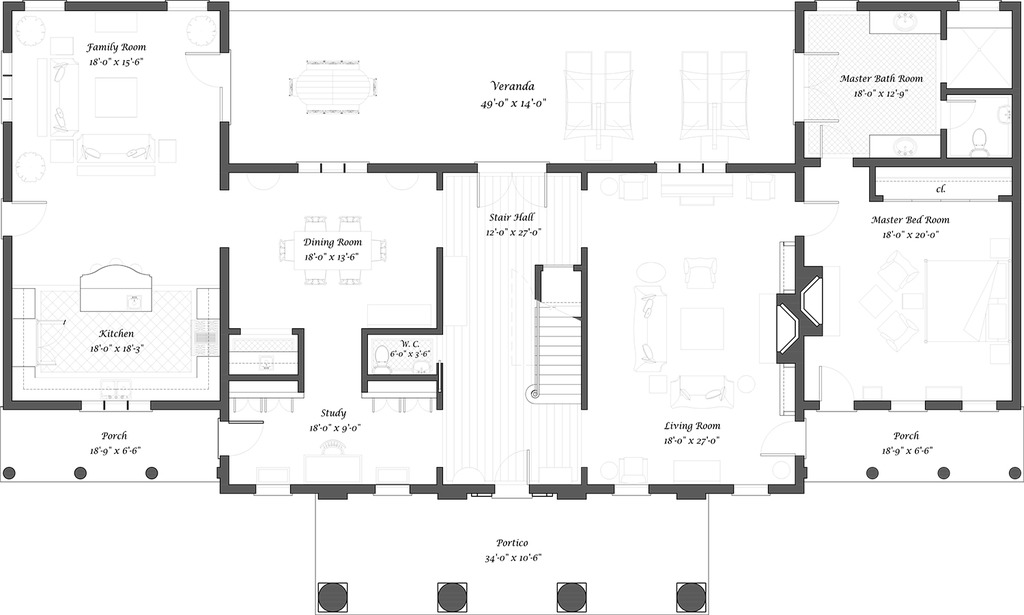 Family Room
18'-0" x 15'-6"
Veranda
49'-0" x 14'-0"
Master Bath Room
18'-0" x 12'-9"
cl.
Stair Hall
12'-0" x 27'-0"
Master Bed Room
18'-0" x 20'-0"
Dining Room
18'-0" x 13'-6"
Kitchen
18'-0" x 18'-3"
W. C.
6'-0" x 3'-6"
Study
18'-0" x 9'-0"
Living Room
18'-0" x 27'-0"
Porch
18'-9" x 6'-6"
Porch
18'-9" x 6'-6"
Portico
34'-0" x 10'-6"